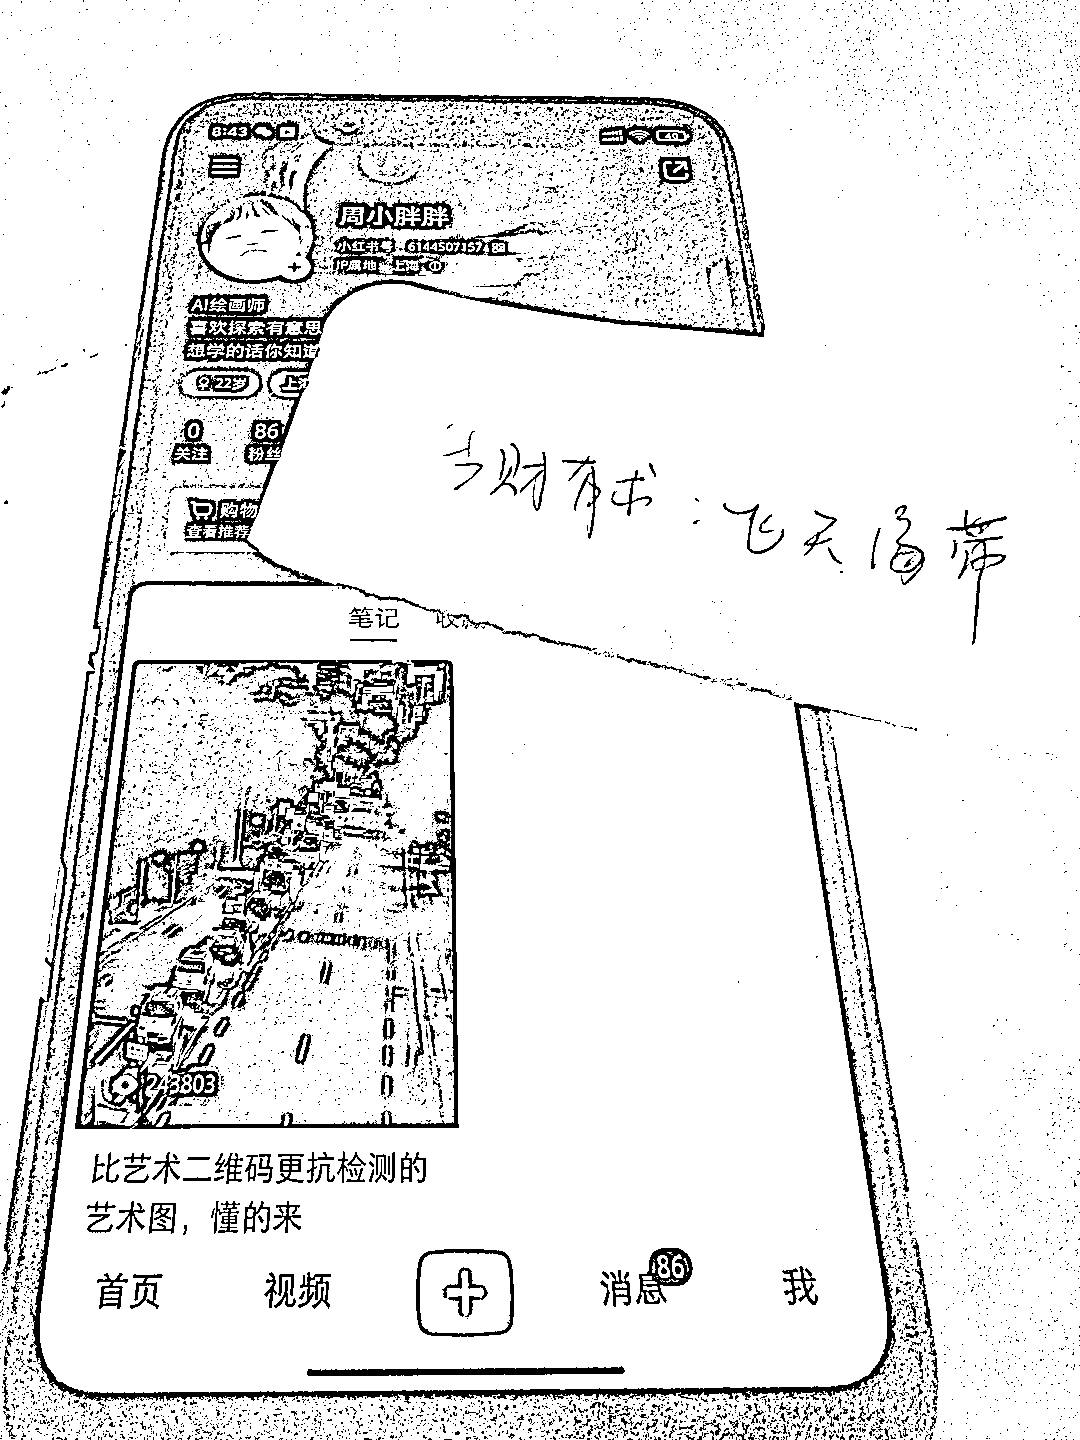 8:43
周小胖胖
小红书号：6144507157
IP属地：上海
AI绘画师
喜欢探索有意思
想学的话你知道
22岁
0
关注
86
粉丝
购物
查看推荐
生财有术：飞天海带
笔记
243803
比艺术二维码更抗检测的
艺术图，懂的来
首页 视频 消息 86 我